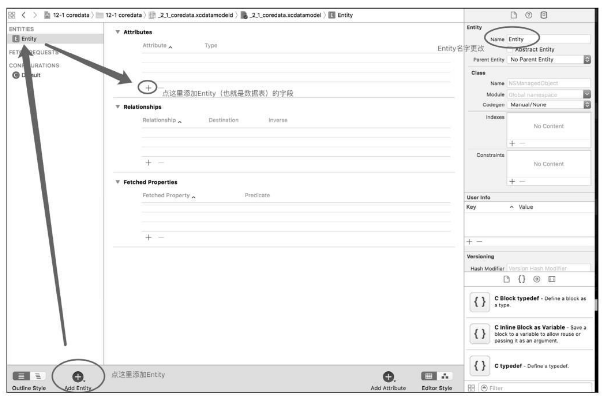 12-1 coredata 〉 12-1 coredata 〉 _2_1_coredata.xcdatamodeld 〉 _2_1_coredata.xcdatamodel 〉 E Entity
ENTITIES
E Entity
FETCH REQUESTS
CONFIGURATIONS
C Default
Attributes
Attribute Type
点这里添加Entity（也就是数据表）的字段
Relationships
Relationship Destination Inverse
Fetched Properties
Fetched Property Predicate
Entity名字更改
Entity
Name Entity
Abstract Entity
Parent Entity No Parent Entity
Class
Name NSManagedObject
Module Global namespace
Codegen Manual/None
Indexes
No Content
Constraints
No Content
User Info
Key Value
Versioning
Hash Modifier Version Hash Modifier
{ } C Block typedef - Define a block as
a type.
{ } C Inline Block as Variable - Save a
block to a variable to allow reuse or
passing it as an argument.
{ } C typedef - Define a typedef.
Filter
点这里添加Entity
Outline Style Add Entity Add Attribute Editor Style